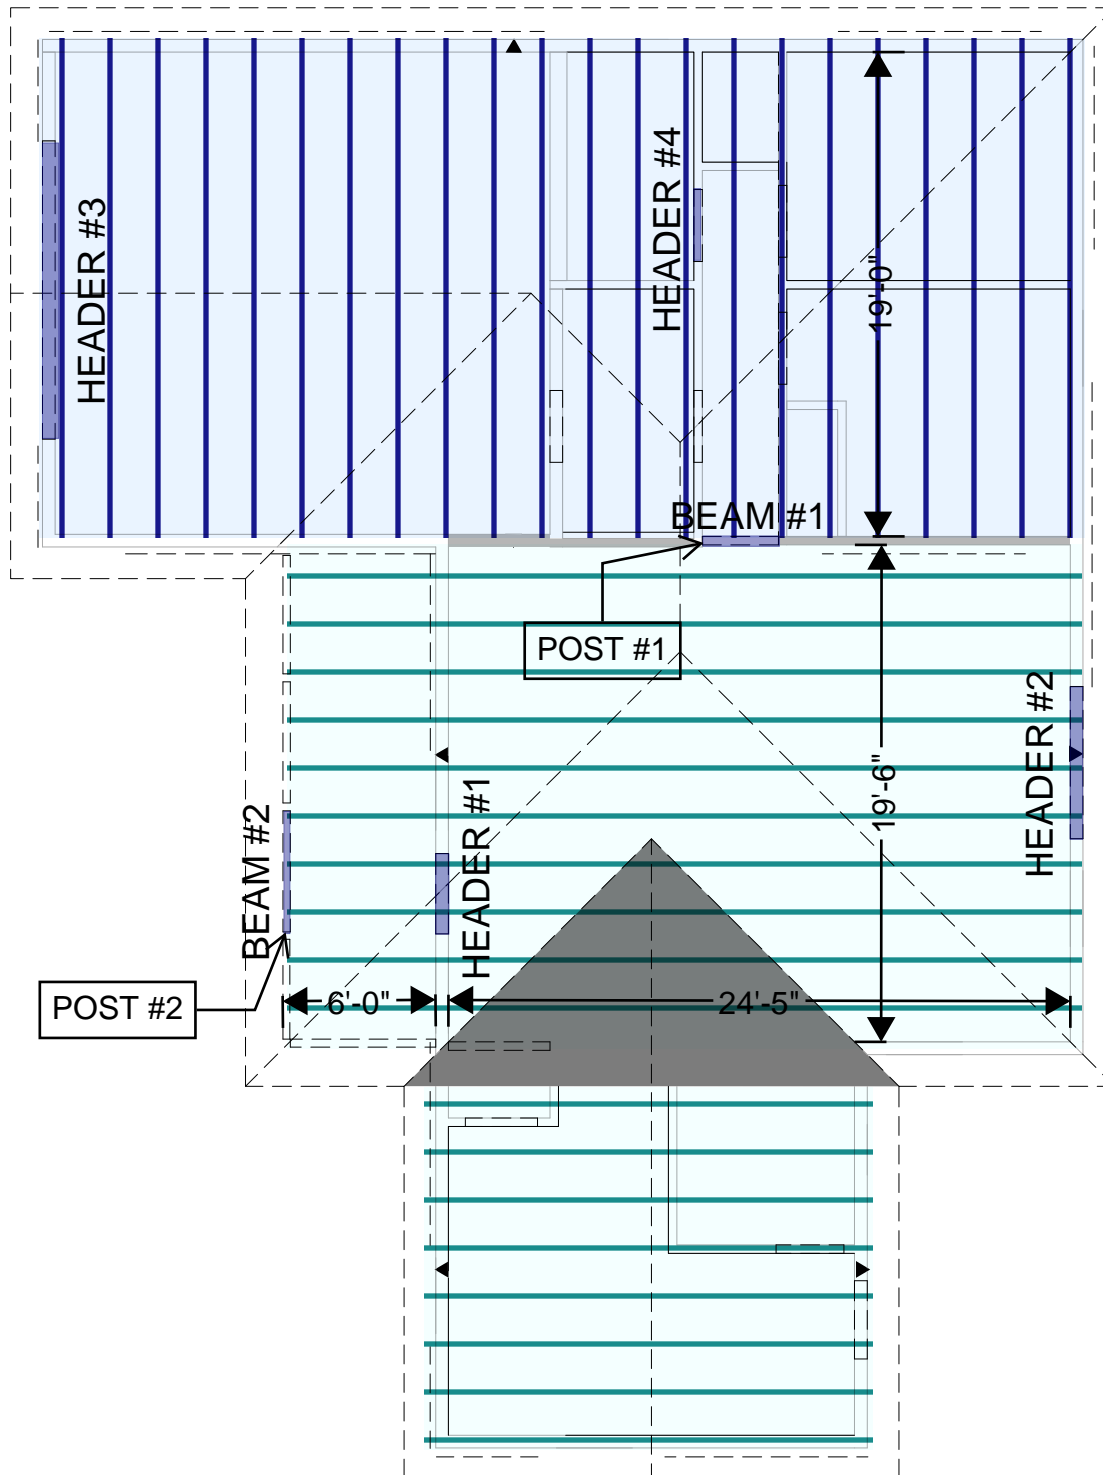 HEADER #3
HEADER #4
19'-0"
BEAM #1
POST #1
HEADER #2
19'-6"
HEADER #1
BEAM #2
POST #2
6'-0"
24'-5"